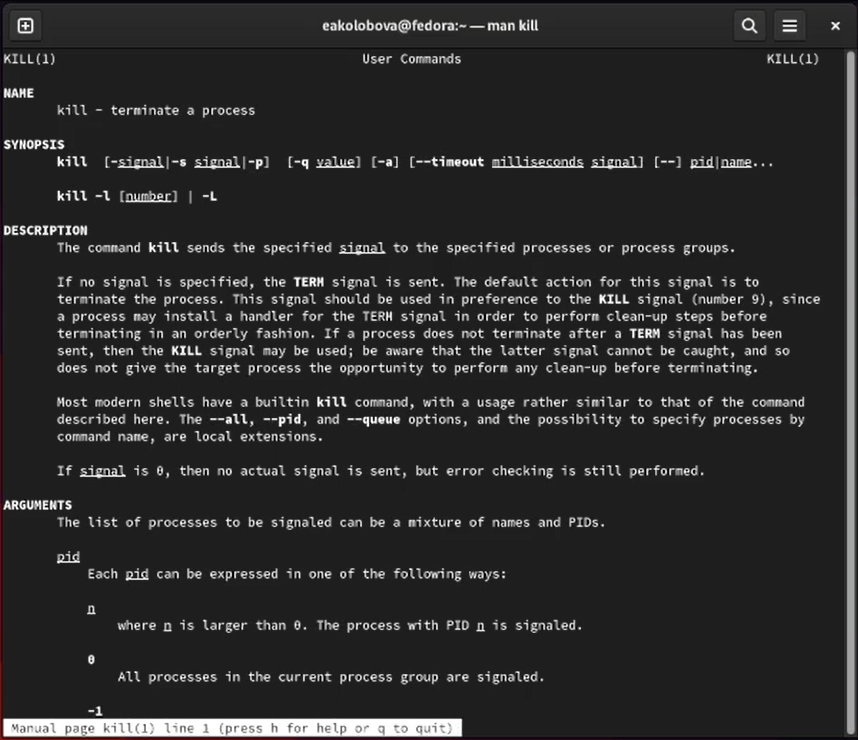 eakolobova@fedora:~ — man kill
KILL(1) User Commands KILL(1)
NAME
kill - terminate a process
SYNOPSIS
kill [-signal|-s signal|-p] [-q value] [-a] [--timeout milliseconds signal] [--] pid|name...
kill -l [number] | -L
DESCRIPTION
The command kill sends the specified signal to the specified processes or process groups.
If no signal is specified, the TERM signal is sent. The default action for this signal is to
terminate the process. This signal should be used in preference to the KILL signal (number 9), since
a process may install a handler for the TERM signal in order to perform clean-up steps before
terminating in an orderly fashion. If a process does not terminate after a TERM signal has been
sent, then the KILL signal may be used; be aware that the latter signal cannot be caught, and so
does not give the target process the opportunity to perform any clean-up before terminating.
Most modern shells have a builtin kill command, with a usage rather similar to that of the command
described here. The --all, --pid, and --queue options, and the possibility to specify processes by
command name, are local extensions.
If signal is 0, then no actual signal is sent, but error checking is still performed.
ARGUMENTS
The list of processes to be signaled can be a mixture of names and PIDs.
pid
Each pid can be expressed in one of the following ways:
n
where n is larger than 0. The process with PID n is signaled.
0
All processes in the current process group are signaled.
-1
Manual page kill(1) line 1 (press h for help or q to quit)